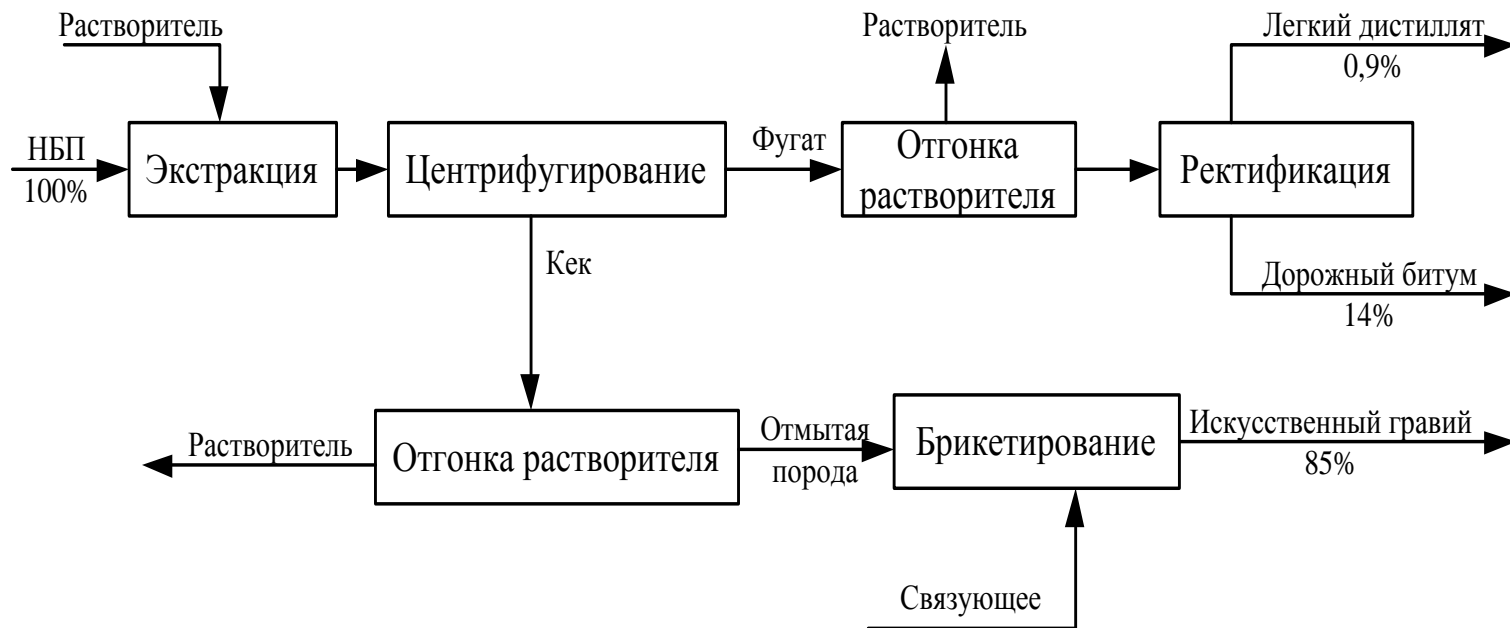 Растворитель
Растворитель
Легкий дистиллят
0,9%
НБП
100%
Экстракция
Центрифугирование
Фугат
Отгонка
растворителя
Ректификация
Кек
Дорожный битум
14%
Растворитель
Отгонка растворителя
Отмытая
порода
Брикетирование
Искусственный гравий
85%
Связующее